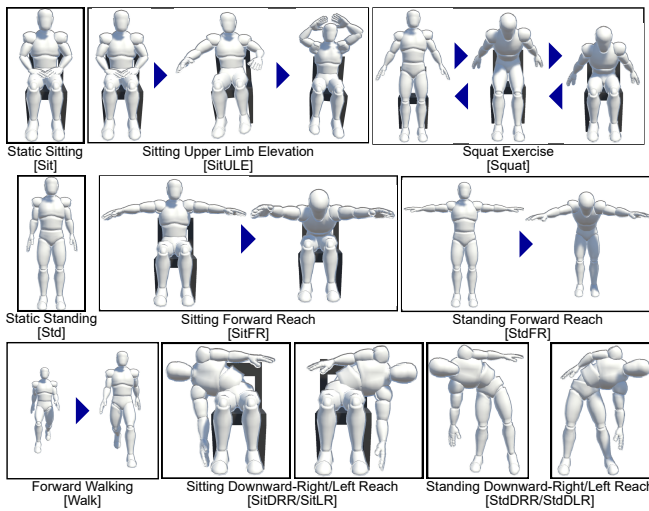 Static Sitting
[Sit]
Sitting Upper Limb Elevation
[SitULE]
Squat Exercise
[Squat]
Static Standing
[Std]
Sitting Forward Reach
[SitFR]
Standing Forward Reach
[StdFR]
Forward Walking
[Walk]
Sitting Downward-Right/Left Reach
[SitDRR/SitLR]
Standing Downward-Right/Left Reach
[StdDRR/StdDLR]